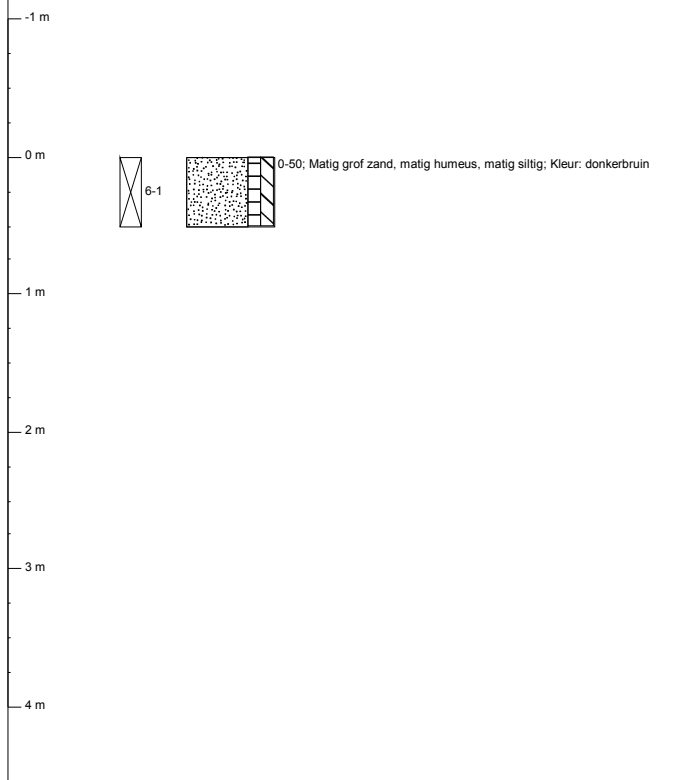 -1 m
0 m
0-50; Matig grof zand, matig humeus, matig siltig; Kleur: donkerbruin
6-1
1 m
2 m
3 m
4 m